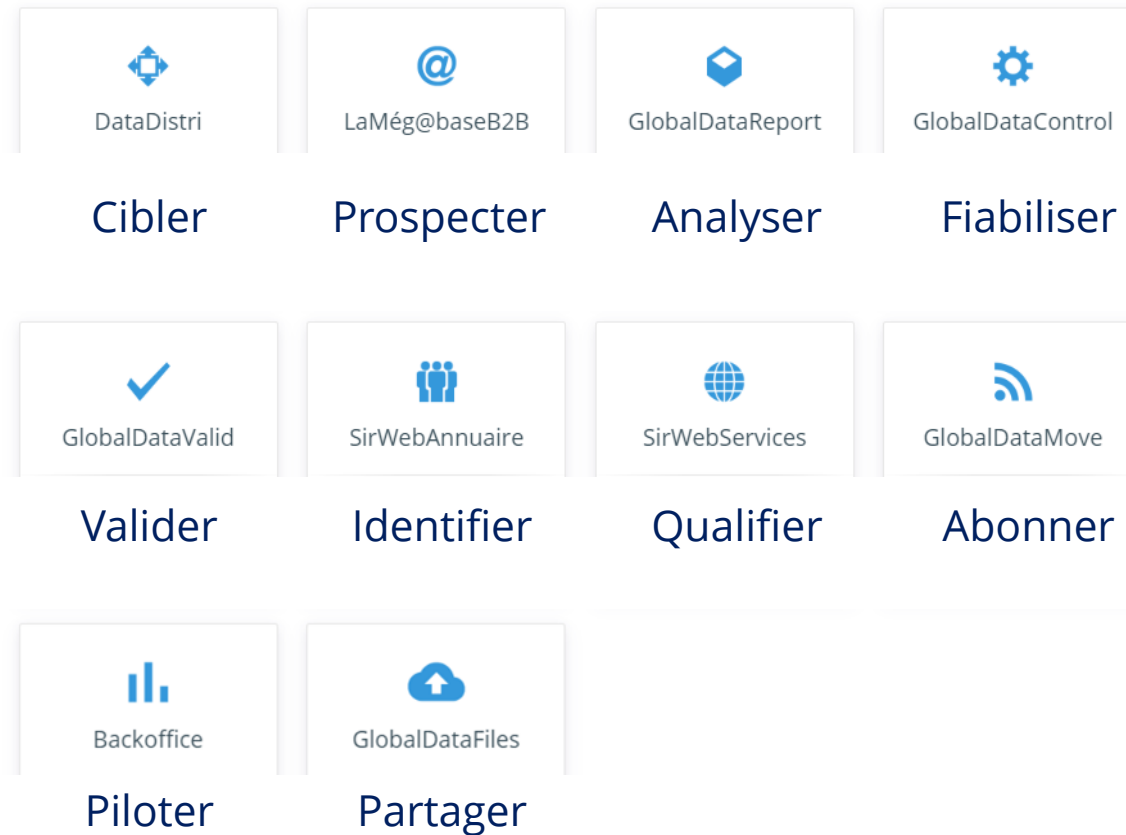 DataDistri
LaMég@baseB2B
GlobalDataReport
GlobalDataControl
Cibler
Prospecter
Analyser
Fiabiliser
GlobalDataValid
SirWebAnnuaire
SirWebServices
GlobalDataMove
Valider
Identifier
Qualifier
Abonner
Backoffice
GlobalDataFiles
Piloter
Partager